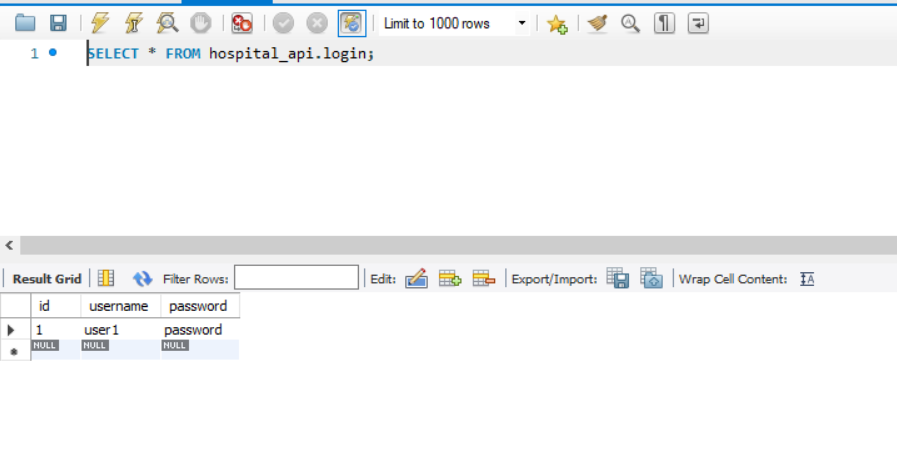 Limit to 1000 rows
1 SELECT * FROM hospital_api.login;
Result Grid Filter Rows: Edit: Export/Import: Wrap Cell Content: IA
id username password
1 user1 password
NULL NULL NULL